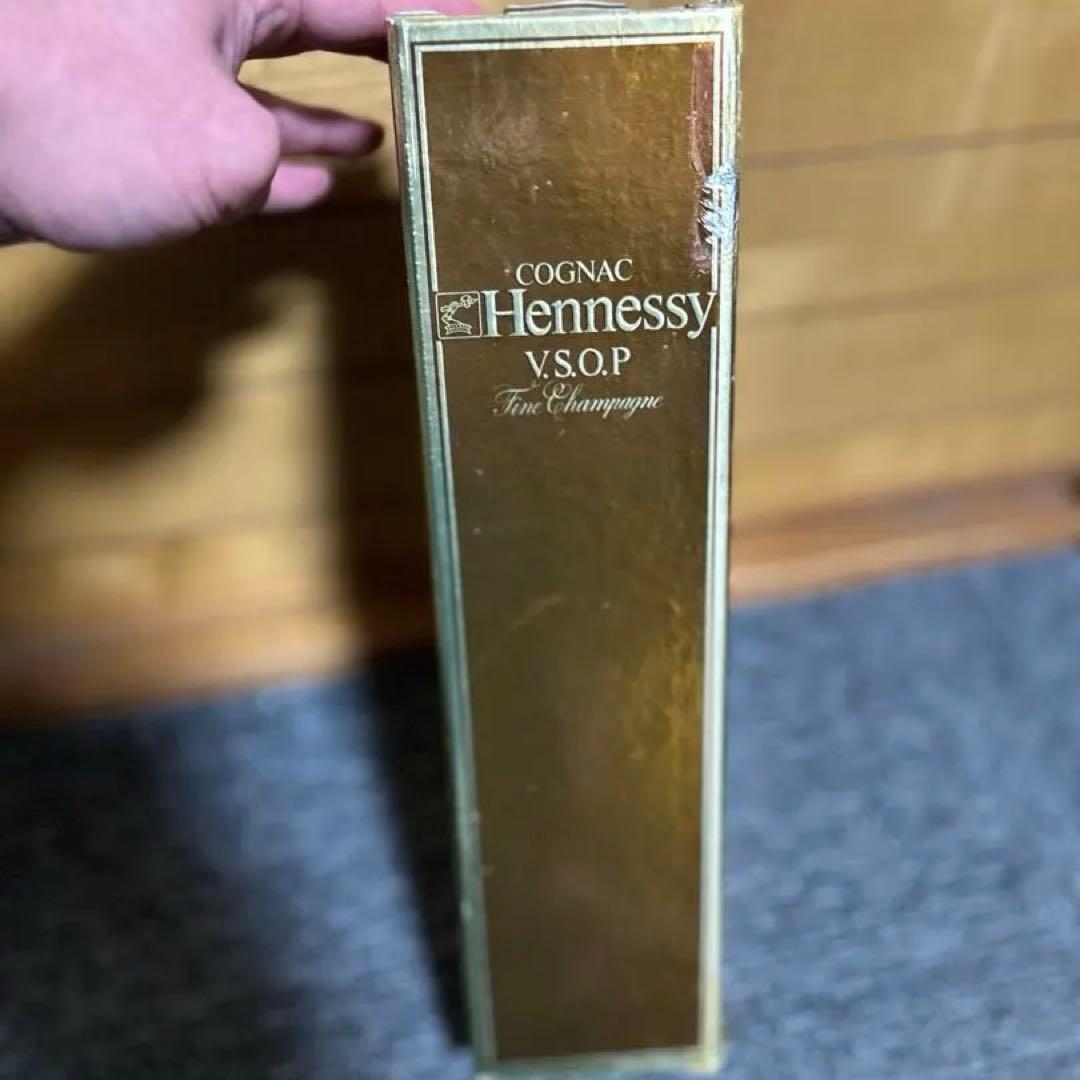 COGNAC
Hennessy
V.S.O.P
Fine Champagne